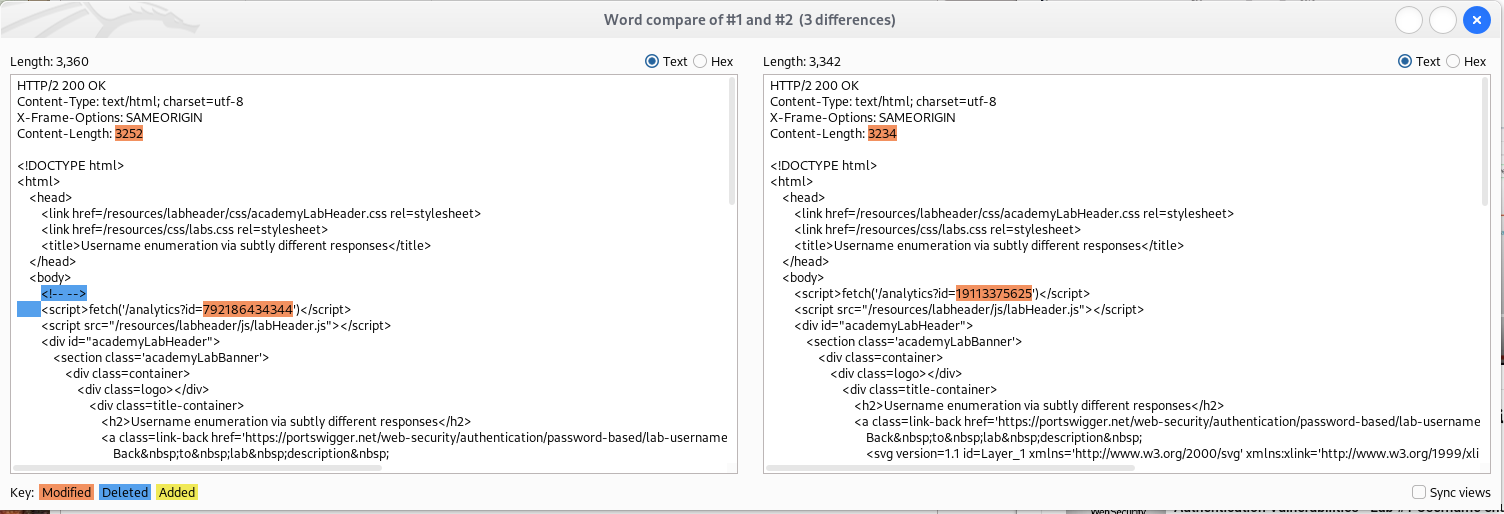 Word compare of #1 and #2 (3 differences)
Length: 3,360
Text Hex
HTTP/2 200 OK
Content-Type: text/html; charset=utf-8
X-Frame-Options: SAMEORIGIN
Content-Length: 3252
<!DOCTYPE html>
<html>
<head>
<link href=/resources/labheader/css/academyLabHeader.css rel=stylesheet>
<link href=/resources/css/labs.css rel=stylesheet>
<title>Username enumeration via subtly different responses</title>
</head>
<body>
<!-- -->
<script>fetch('/analytics?id=792186434344')</script>
<script src="/resources/labheader/js/labHeader.js"></script>
<div id="academyLabHeader">
<section class='academyLabBanner'>
<div class=container>
<div class=logo></div>
<div class=title-container>
<h2>Username enumeration via subtly different responses</h2>
<a class=link-back href='https://portswigger.net/web-security/authentication/password-based/lab-username
Back&nbsp;to&nbsp;lab&nbsp;description&nbsp;
Length: 3,342
Text Hex
HTTP/2 200 OK
Content-Type: text/html; charset=utf-8
X-Frame-Options: SAMEORIGIN
Content-Length: 3234
<!DOCTYPE html>
<html>
<head>
<link href=/resources/labheader/css/academyLabHeader.css rel=stylesheet>
<link href=/resources/css/labs.css rel=stylesheet>
<title>Username enumeration via subtly different responses</title>
</head>
<body>
<script>fetch('/analytics?id=19113375625')</script>
<script src="/resources/labheader/js/labHeader.js"></script>
<div id="academyLabHeader">
<section class='academyLabBanner'>
<div class=container>
<div class=logo></div>
<div class=title-container>
<h2>Username enumeration via subtly different responses</h2>
<a class=link-back href='https://portswigger.net/web-security/authentication/password-based/lab-username
Back&nbsp;to&nbsp;lab&nbsp;description&nbsp;
<svg version=1.1 id=Layer_1 xmlns='http://www.w3.org/2000/svg' xmlns:xlink='http://www.w3.org/1999/xli
Key: Modified Deleted Added
Sync views